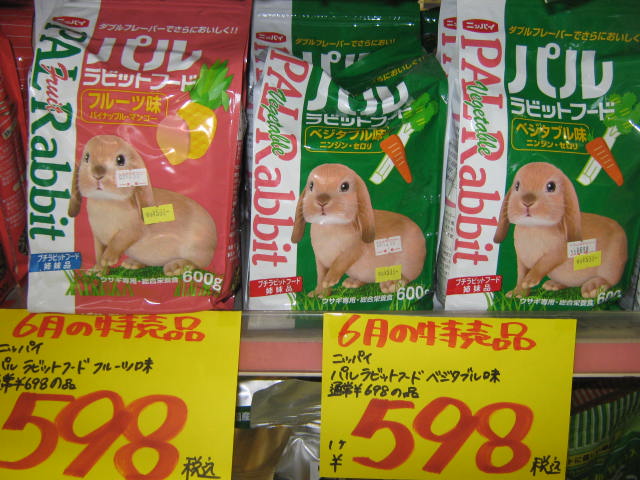 ニッパイ
ダブルフレーバーでさらにおいしく!!
PAL Rabbit
Fruit
パル
ラビットフード
フルーツ味
パイナップル・マンゴー
プチラビットフード
姉妹品
ウサギ専用・総合栄養食
600g
ニッパイ
ダブルフレーバーでさらにおいしく!!
PAL Rabbit
Vegetable
パル
ラビットフード
ベジタブル味
ニンジン・セロリ
プチラビットフード
姉妹品
ウサギ専用・総合栄養食
600g
ニッパイ
ダブルフレーバーでさらにおいしく!!
PAL Rabbit
Vegetable
パル
ラビットフード
ベジタブル味
ニンジン・セロリ
プチラビットフード
姉妹品
ウサギ専用・総合栄養食
600g
6月の特売品
ニッパイ
パル ラビットフード フルーツ味
通常¥698の品
598
税込
6月の特売品
ニッパイ
パル ラビットフード ベジタブル味
通常¥698の品
1ケ
¥
598
税込